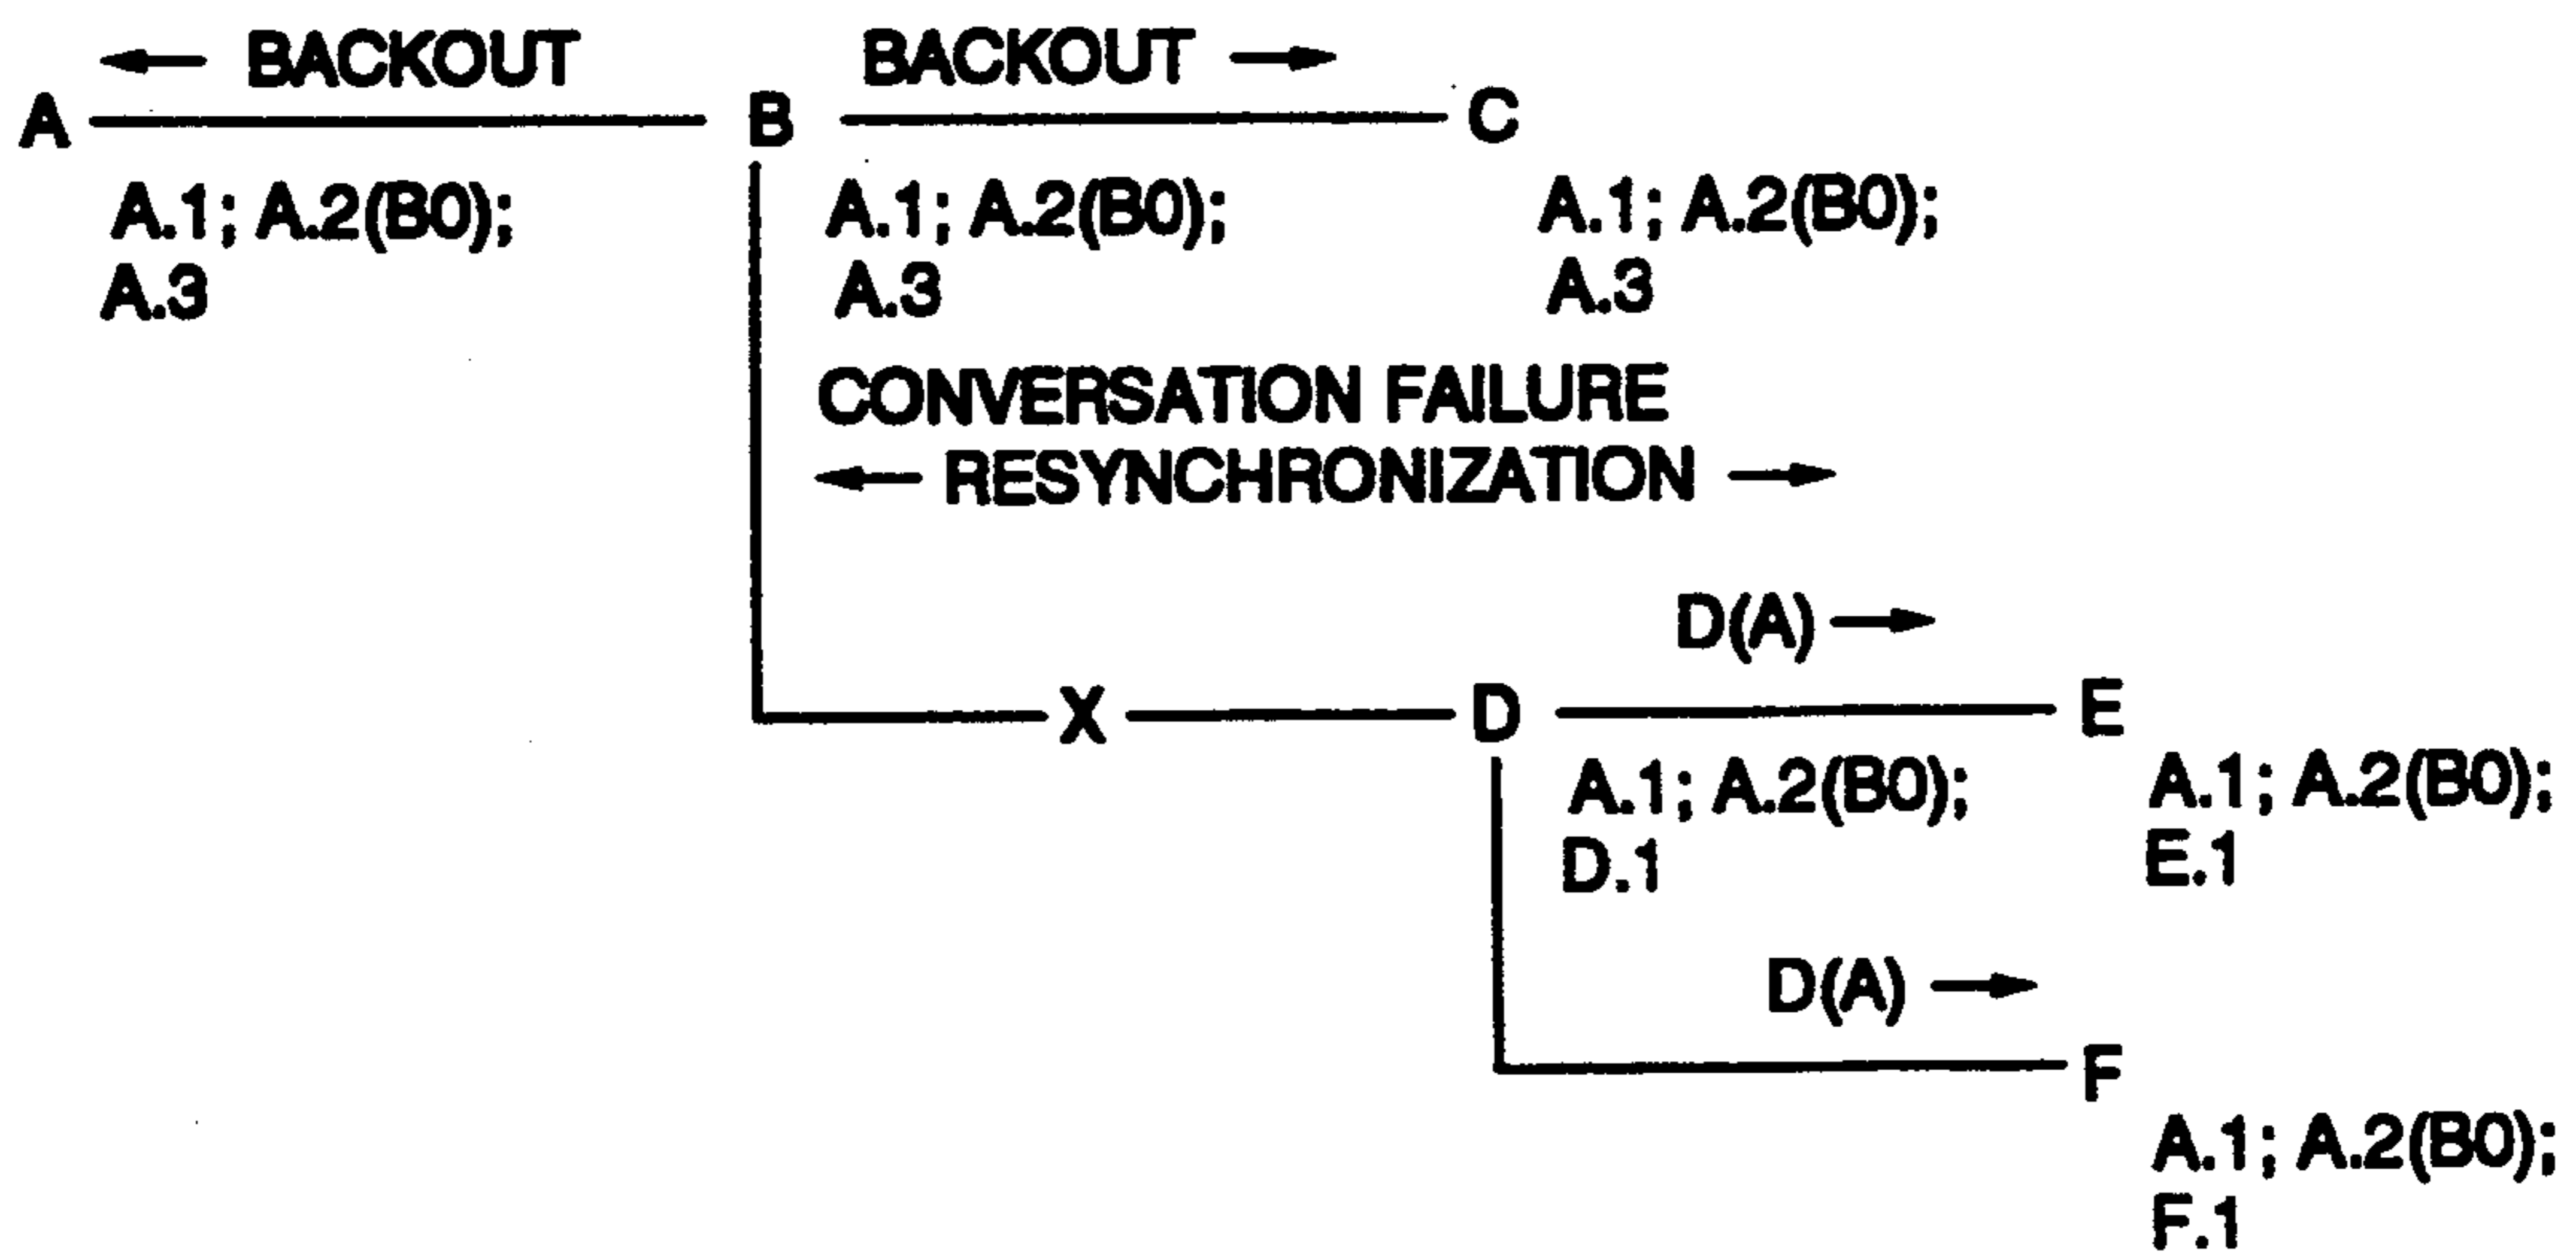 ← BACKOUT BACKOUT →
A B C
A.1; A.2(B0); A.1; A.2(B0); A.1; A.2(B0);
A.3 A.3 A.3
CONVERSATION FAILURE
← RESYNCHRONIZATION →
D(A) →
X D E
A.1; A.2(B0); A.1; A.2(B0);
D.1 E.1
D(A) →
F
A.1; A.2(B0);
F.1